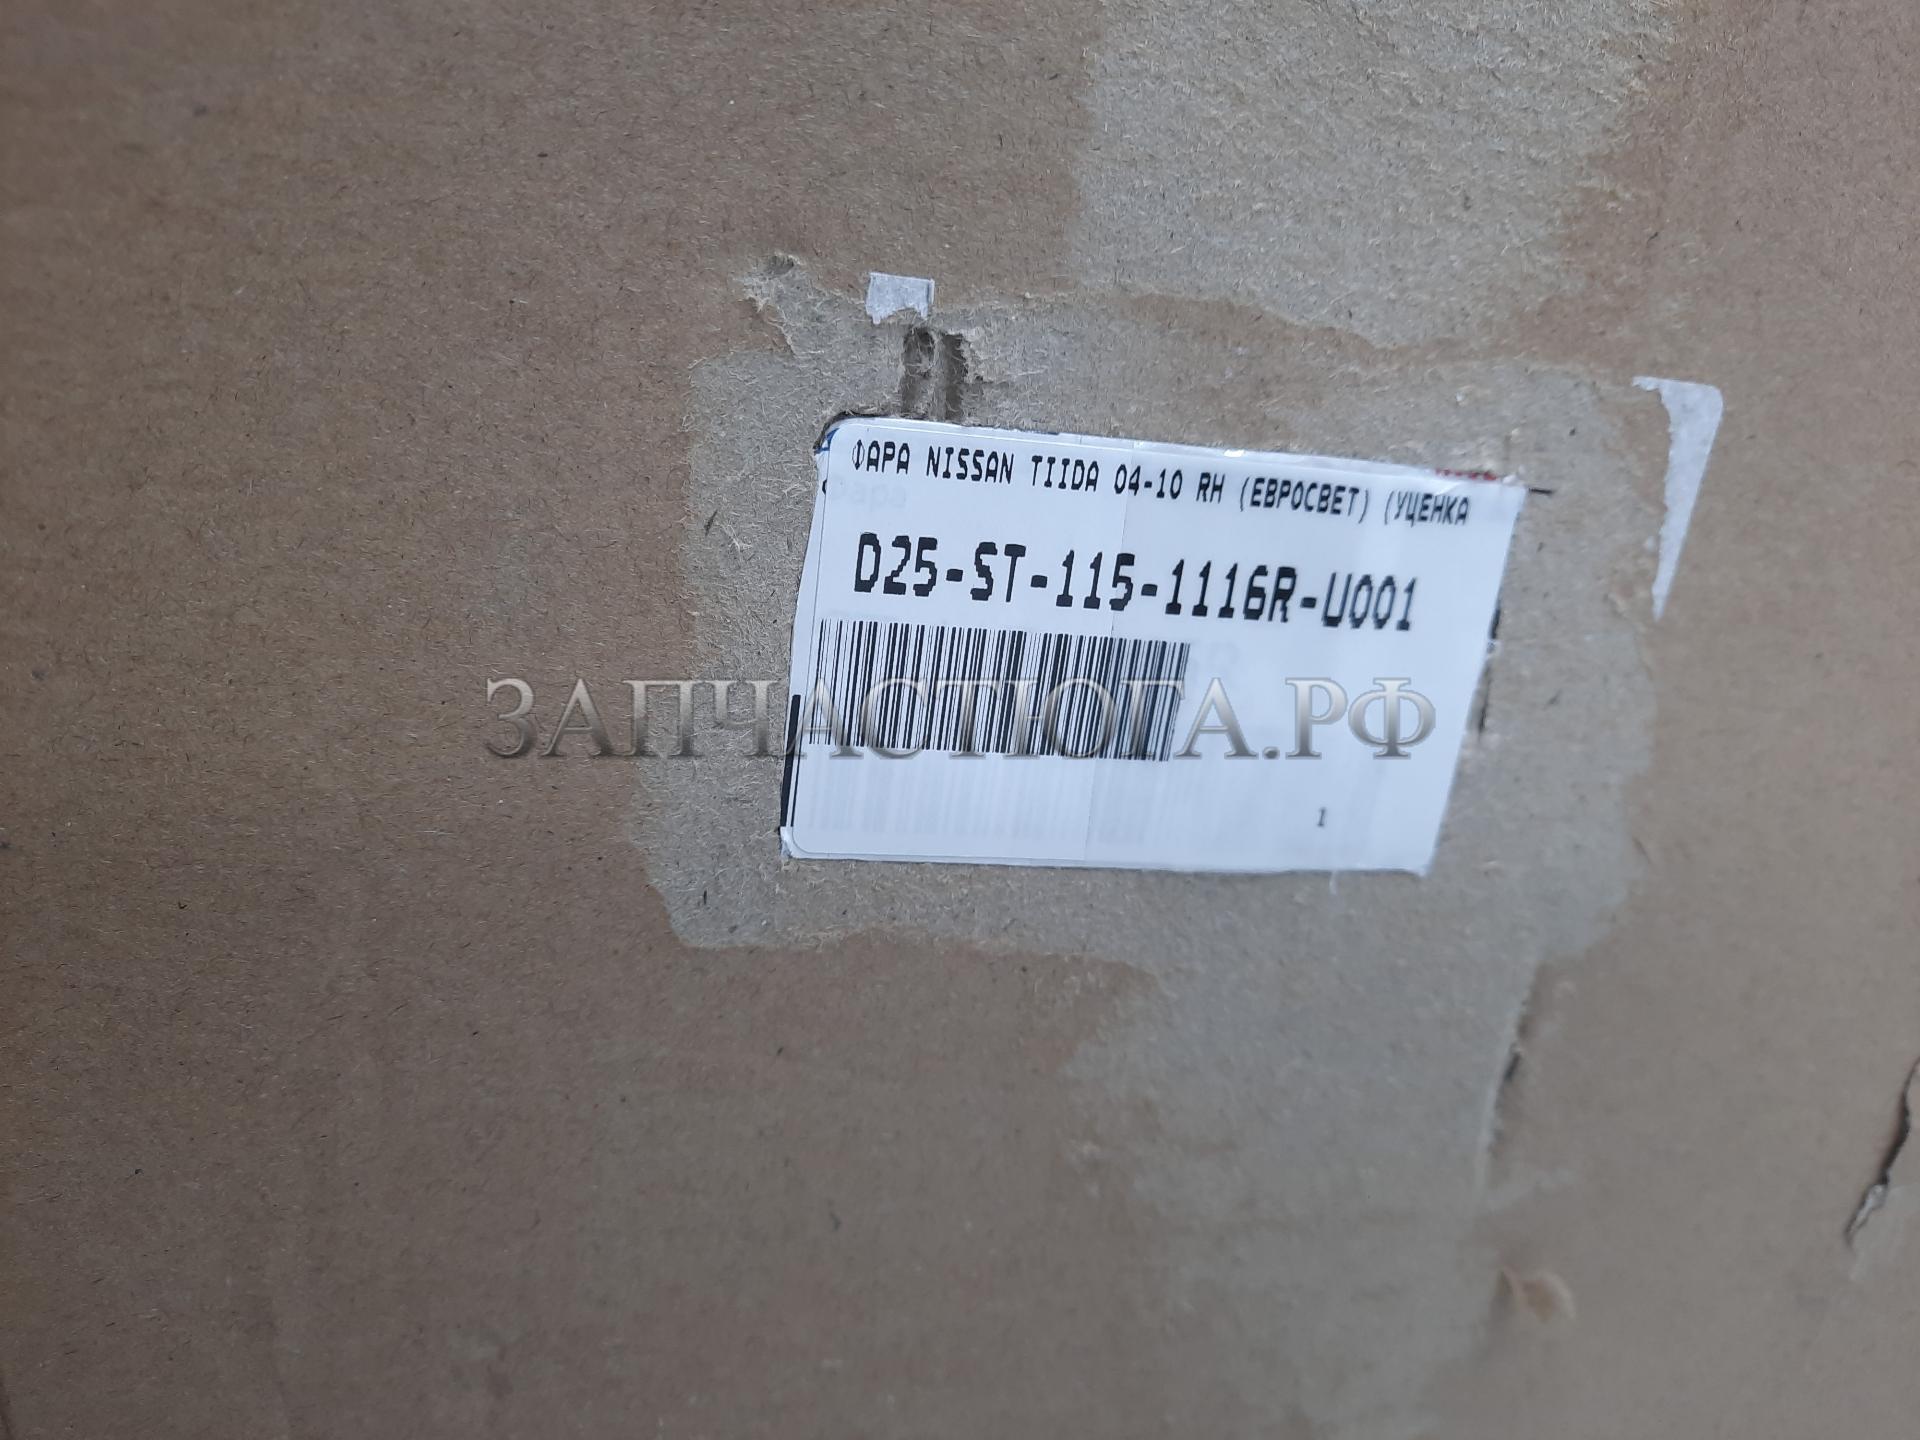 ФАРА NISSAN TIIDA 04-10 RH (ЕВРОСВЕТ) (УЦЕНКА
D25-ST-115-1116R-U001
ЗАПЧАСТЮГА.РФ
1